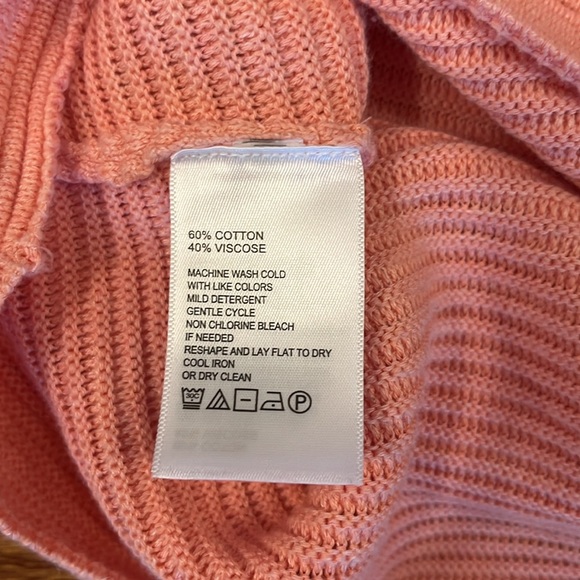 60% COTTON
40% VISCOSE
MACHINE WASH COLD
WITH LIKE COLORS
MILD DETERGENT
GENTLE CYCLE
NON CHLORINE BLEACH
IF NEEDED
RESHAPE AND LAY FLAT TO DRY
COOL IRON
OR DRY CLEAN
30C P